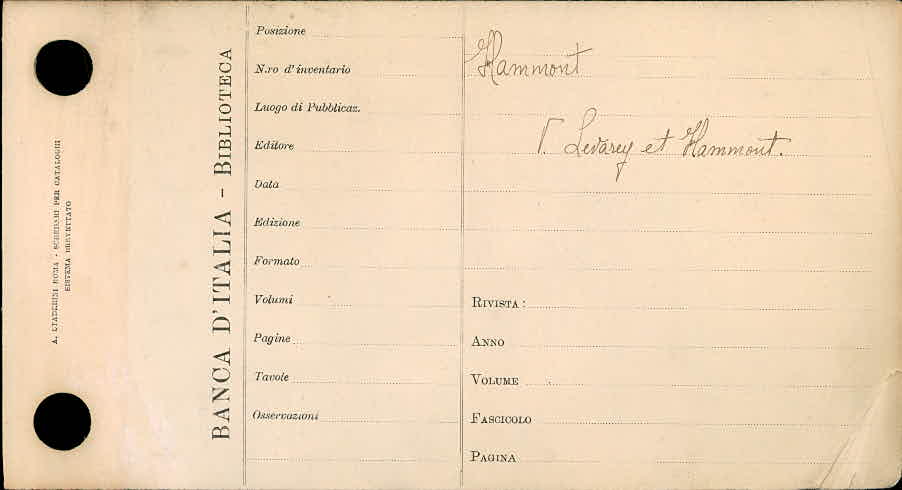 A. STADERINI ROMA - SCHEDARI PER CATALOGHI
SISTEMA BREVETTATO
BANCA D'ITALIA - BIBLIOTECA
Posizione
N.ro d'inventario
Luogo di Pubblicaz.
Editore
Data
Edizione
Formato
Volumi
Pagine
Tavole
Osservazioni
Hammont
V. Levarey et Hammont.
RIVISTA :
ANNO
VOLUME
FASCICOLO
PAGINA